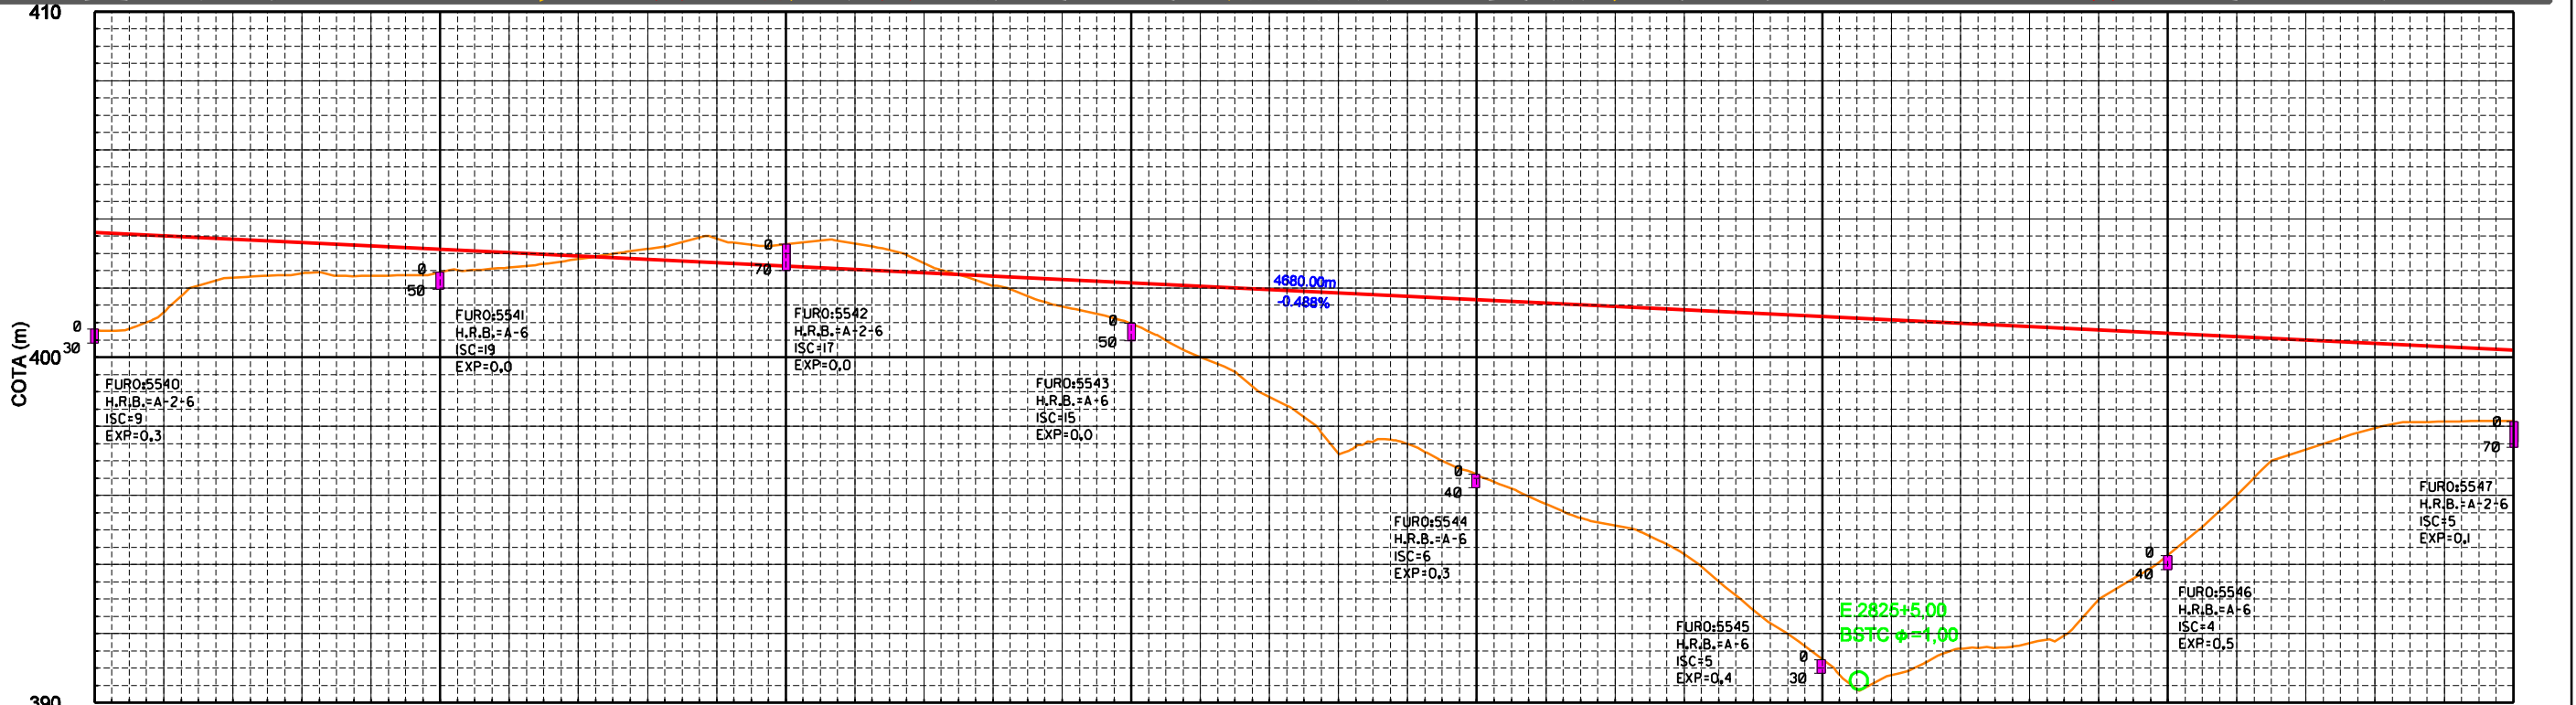 410
COTA (m)
400
390
0
30
FURO:5540
H.R.B.=A-2-6
ISC=9
EXP=0.3
0
50
FURO:5541
H.R.B.=A-6
ISC=19
EXP=0.0
0
70
FURO:5542
H.R.B.=A-2-6
ISC=17
EXP=0.0
0
50
FURO:5543
H.R.B.=A-6
ISC=15
EXP=0.0
4680.00m
-0.488%
0
40
FURO:5544
H.R.B.=A-6
ISC=6
EXP=0.3
0
30
FURO:5545
H.R.B.=A-6
ISC=5
EXP=0.4
E 2825+5,00
BSTC φ=1,00
0
40
FURO:5546
H.R.B.=A-6
ISC=4
EXP=0.5
0
70
FURO:5547
H.R.B.=A-2-6
ISC=5
EXP=0.1